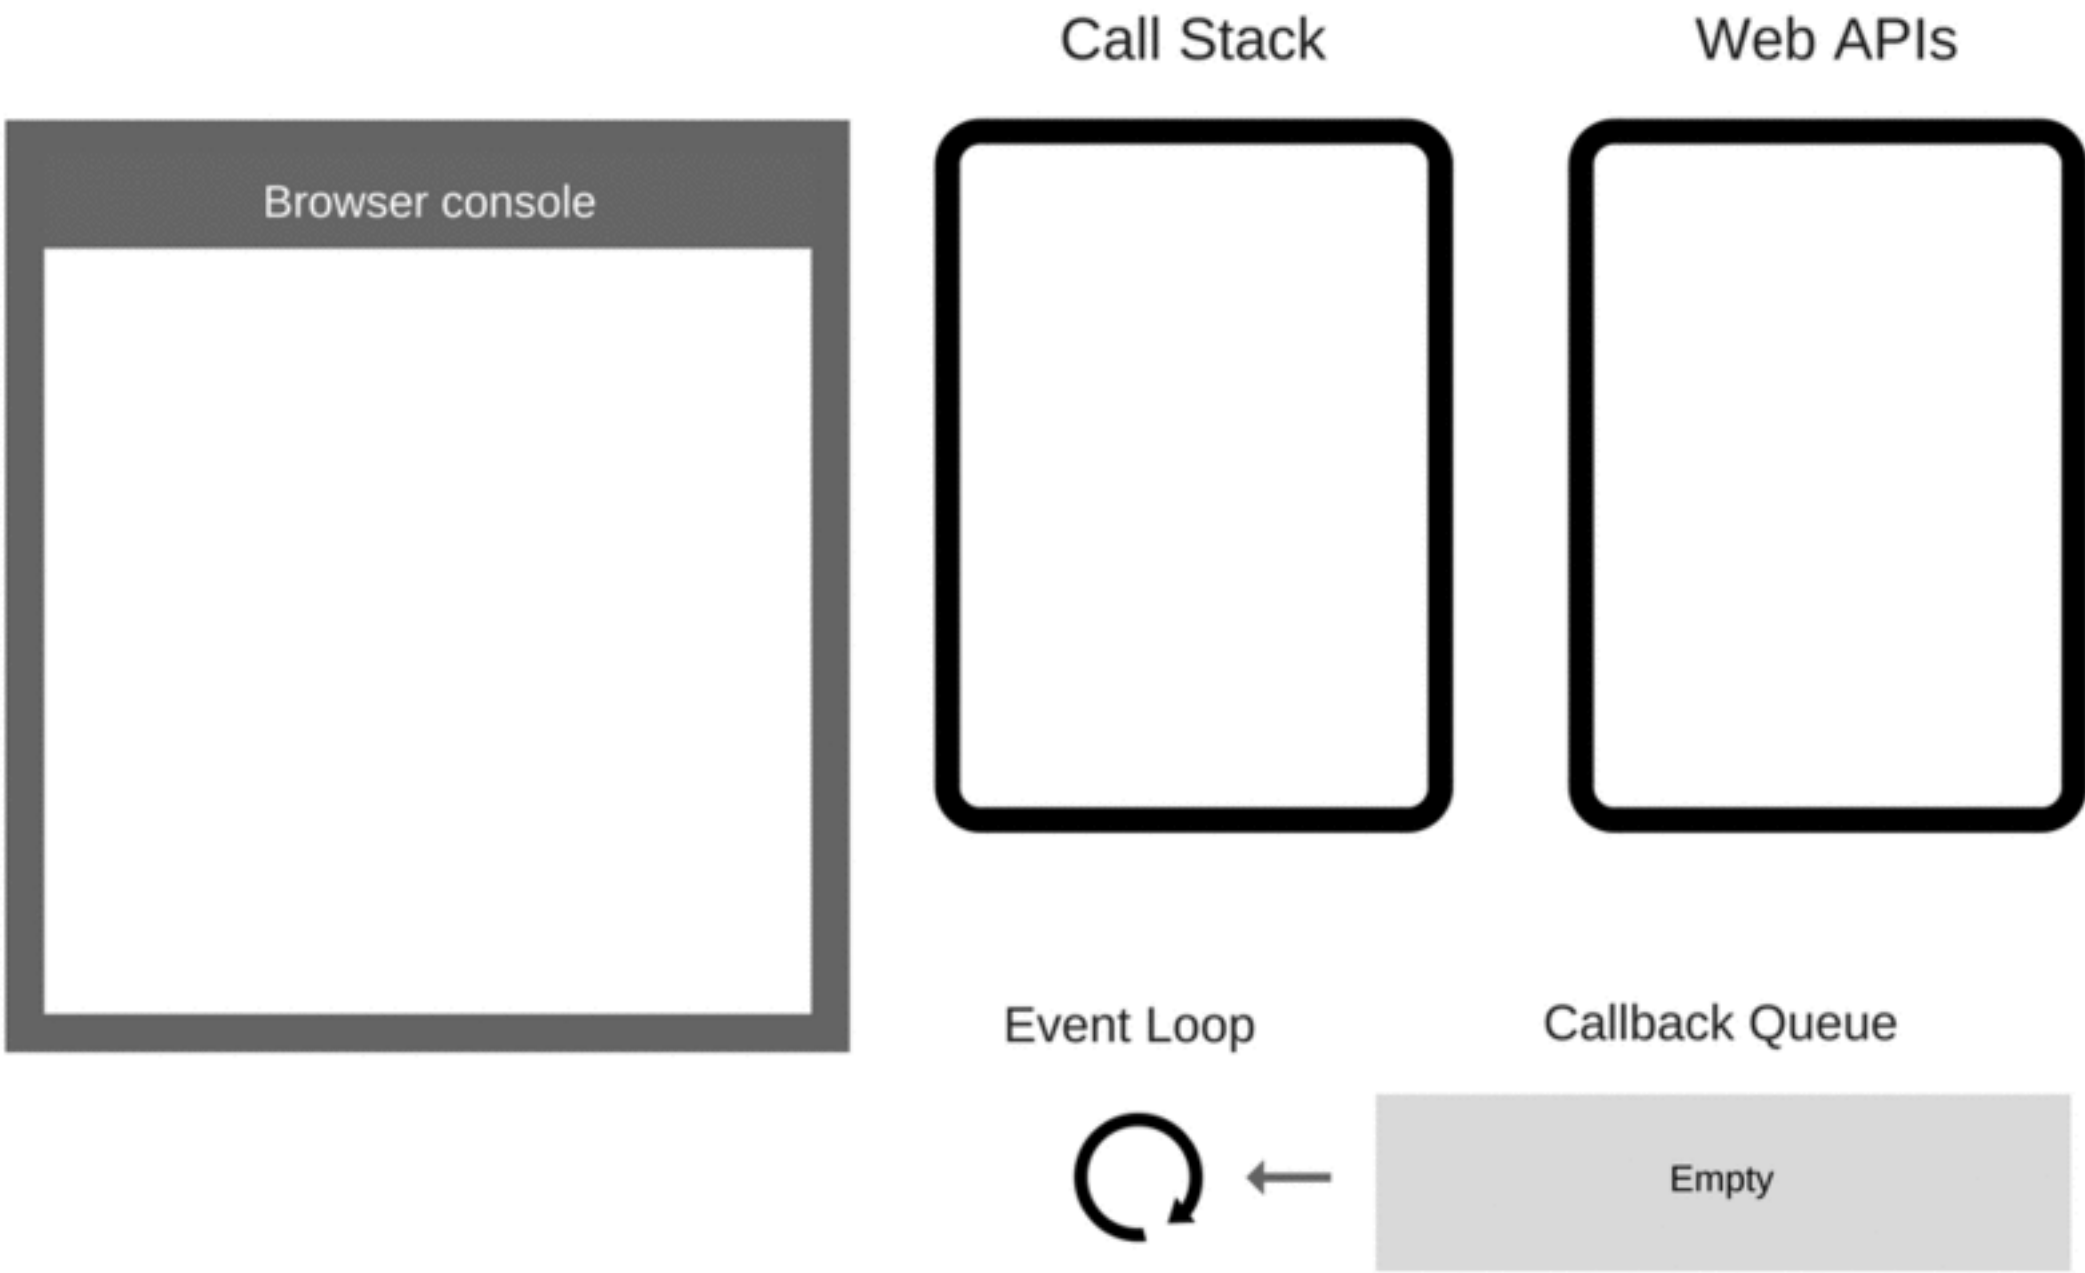 Call Stack
Web APIs
Browser console
Event Loop
Callback Queue
Empty